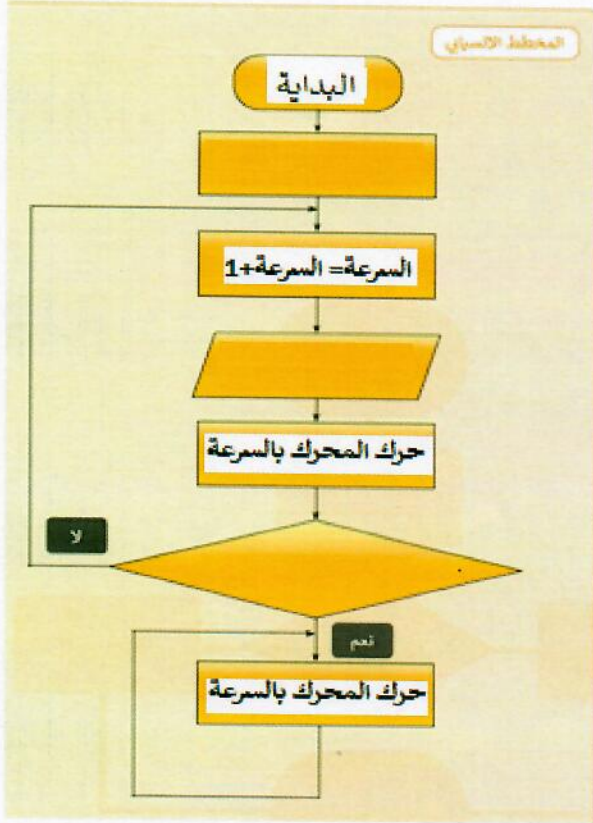 المخطط الانسيابي
البداية
السرعة= السرعة+1
حرك المحرك بالسرعة
لا
نعم
حرك المحرك بالسرعة